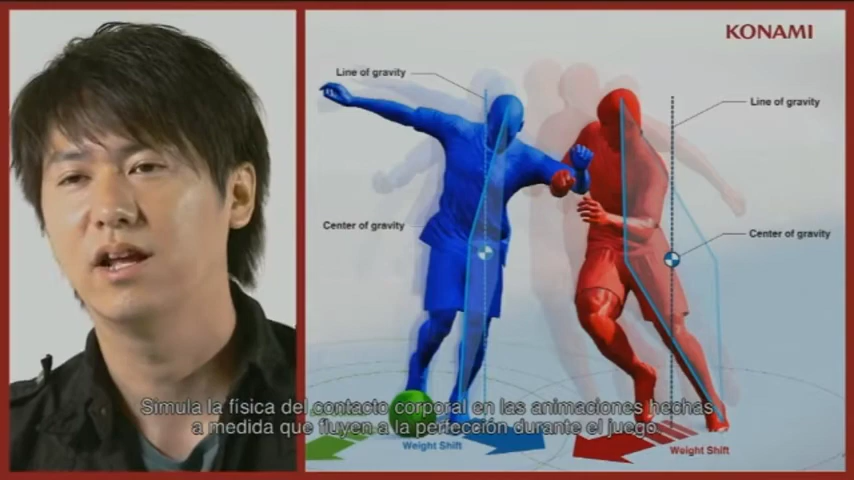 KONAMI
Line of gravity
Line of gravity
Center of gravity
Center of gravity
Simula la física del contacto corporal en las animaciones hechas
a medida que fluyen a la perfección durante el juego
Weight Shift
Weight Shift